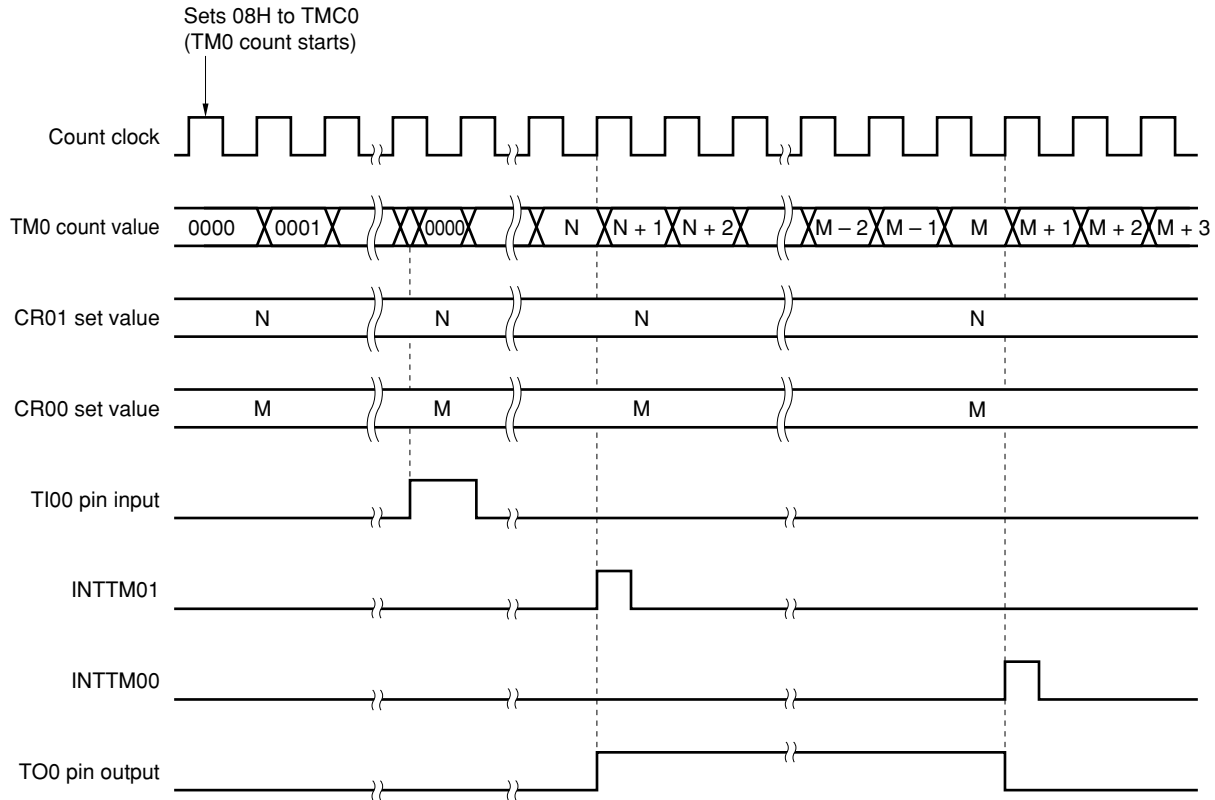 Sets 08H to TMC0
(TM0 count starts)
Count clock
TM0 count value 0000 0001 0000 N N + 1 N + 2 M – 2 M – 1 M M + 1 M + 2 M + 3
CR01 set value N N N N
CR00 set value M M M M
TI00 pin input
INTTM01
INTTM00
TO0 pin output